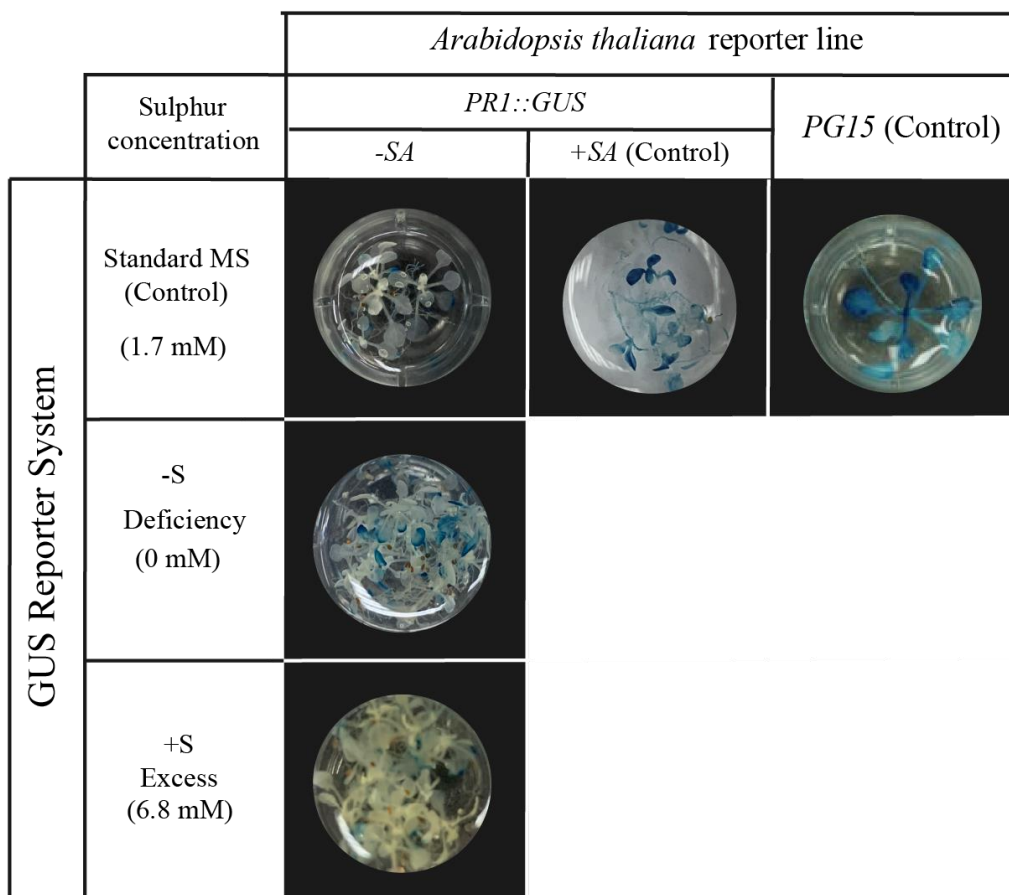 Arabidopsis thaliana reporter line
Sulphur
concentration
PR1::GUS
PG15 (Control)
-SA
+SA (Control)
GUS Reporter System
Standard MS
(Control)
(1.7 mM)
-S
Deficiency
(0 mM)
+S
Excess
(6.8 mM)